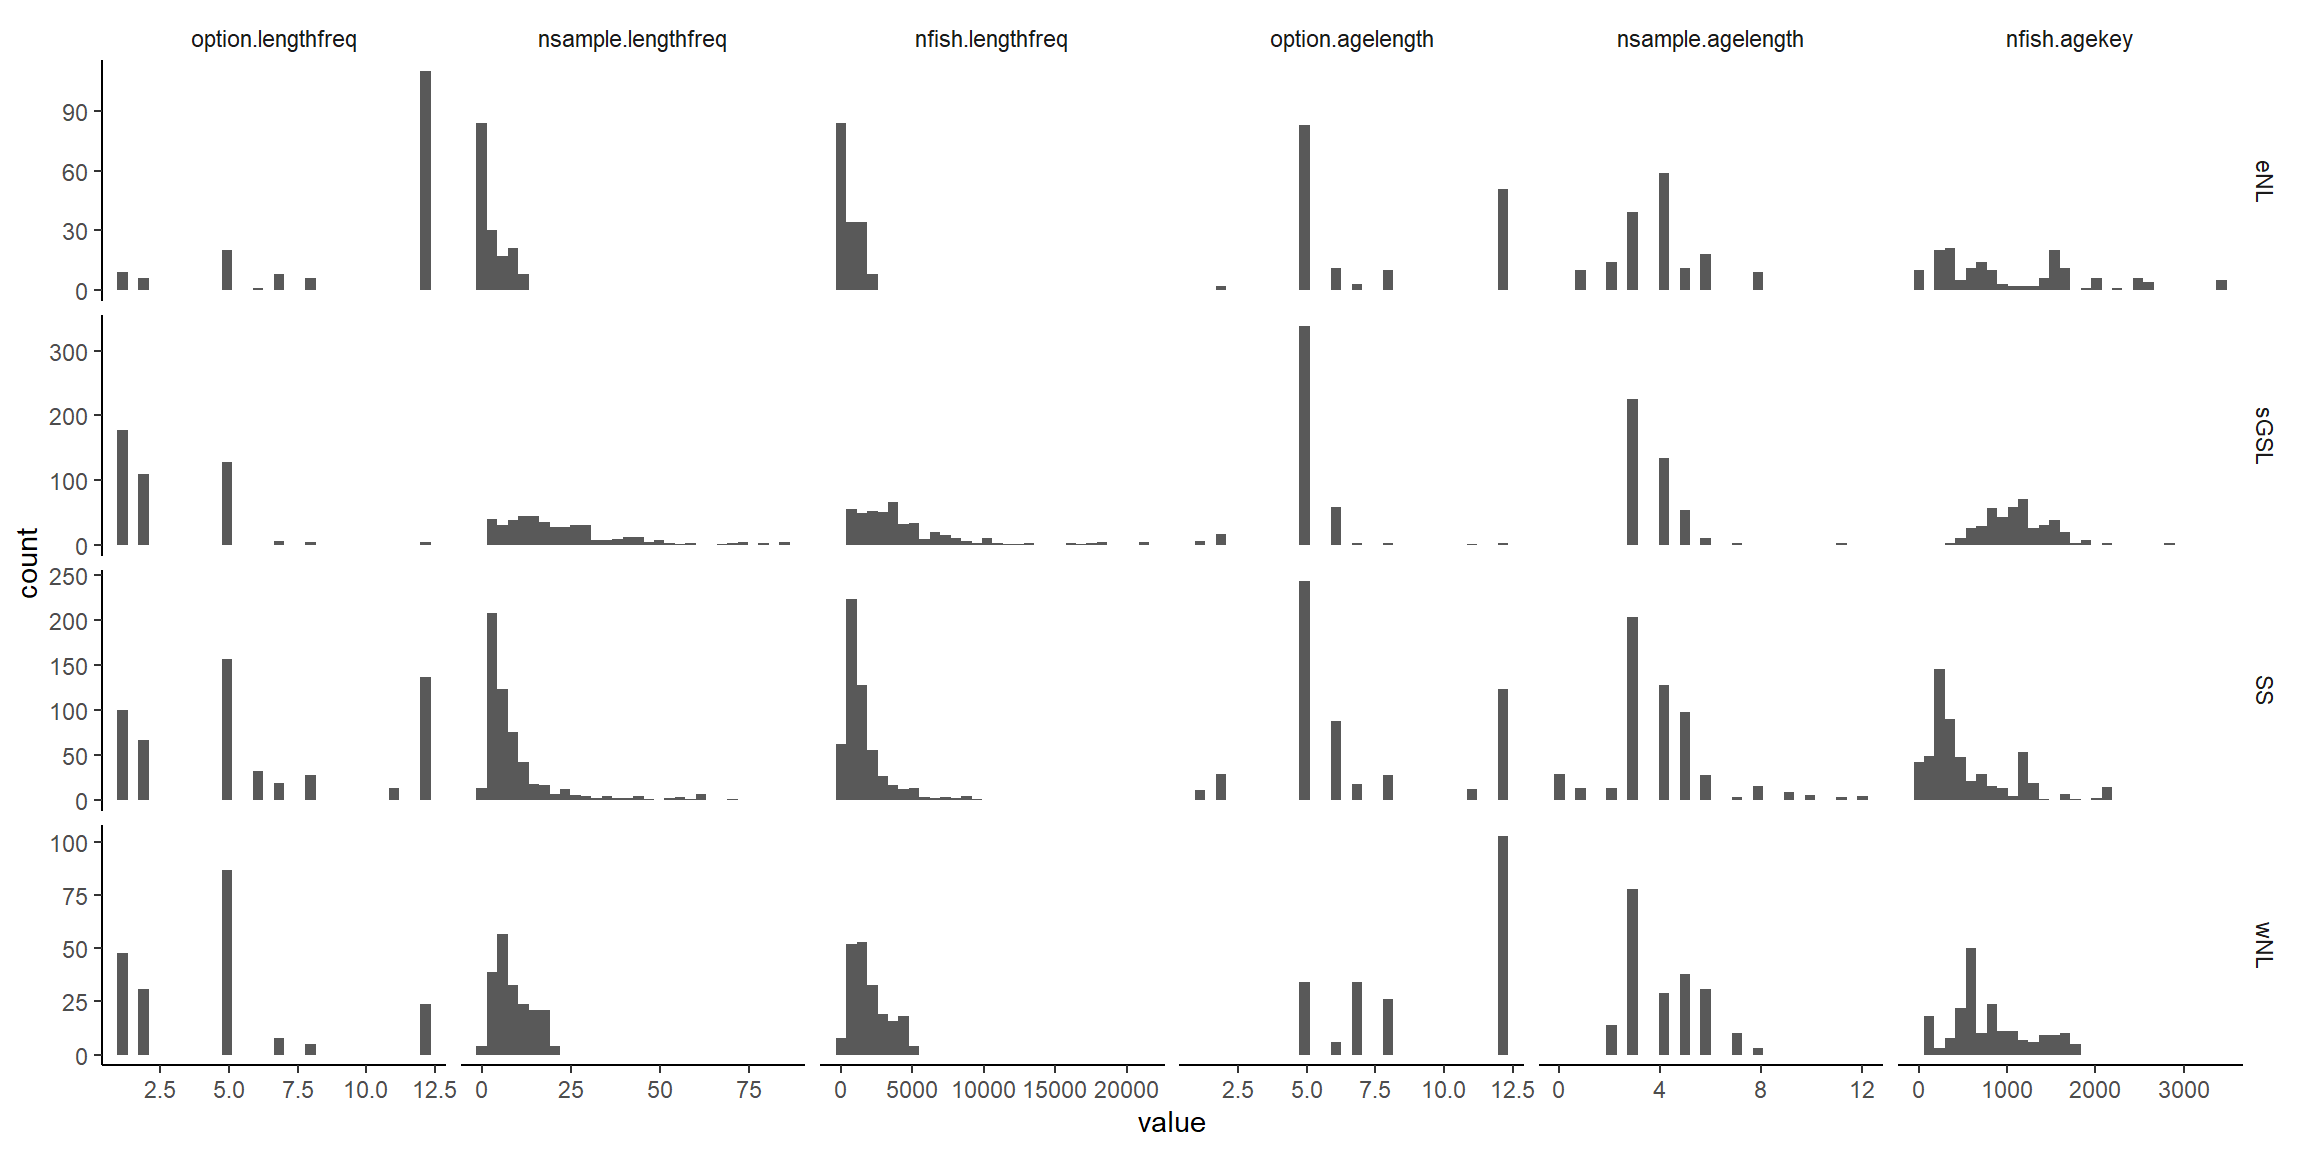 option.lengthfreq nsample.lengthfreq nfish.lengthfreq option.agelength nsample.agelength nfish.agekey
90
60
30
0
eNL
300
200
100
0
sGSL
count
250
200
150
100
50
0
SS
100
75
50
25
0
wNL
2.5 5.0 7.5 10.0 12.5 0 25 50 75 0 5000 10000 15000 20000 2.5 5.0 7.5 10.0 12.5 0 4 8 12 0 1000 2000 3000
value